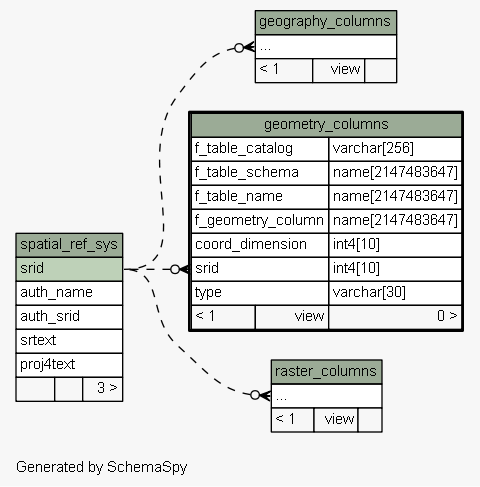 geography_columns
...
< 1 view
geometry_columns
f_table_catalog varchar[256]
f_table_schema name[2147483647]
f_table_name name[2147483647]
f_geometry_column name[2147483647]
coord_dimension int4[10]
srid int4[10]
type varchar[30]
< 1 view 0 >
spatial_ref_sys
srid
auth_name
auth_srid
srtext
proj4text
3 >
raster_columns
...
< 1 view
Generated by SchemaSpy